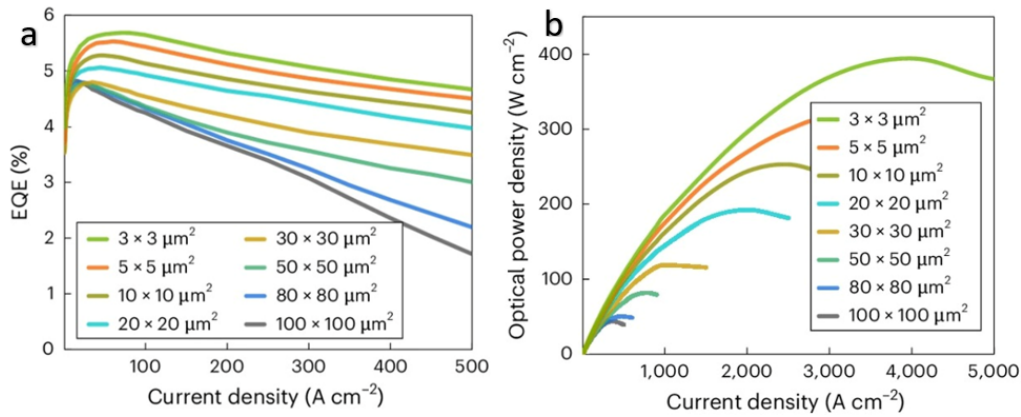 a
6
5
4
3
2
1
0
EQE (%)
3 × 3 μm²
5 × 5 μm²
10 × 10 μm²
20 × 20 μm²
30 × 30 μm²
50 × 50 μm²
80 × 80 μm²
100 × 100 μm²
100 200 300 400 500
Current density (A cm⁻²)
b
400
300
200
100
0
Optical power density (W cm⁻²)
3 × 3 μm²
5 × 5 μm²
10 × 10 μm²
20 × 20 μm²
30 × 30 μm²
50 × 50 μm²
80 × 80 μm²
100 × 100 μm²
1,000 2,000 3,000 4,000 5,000
Current density (A cm⁻²)